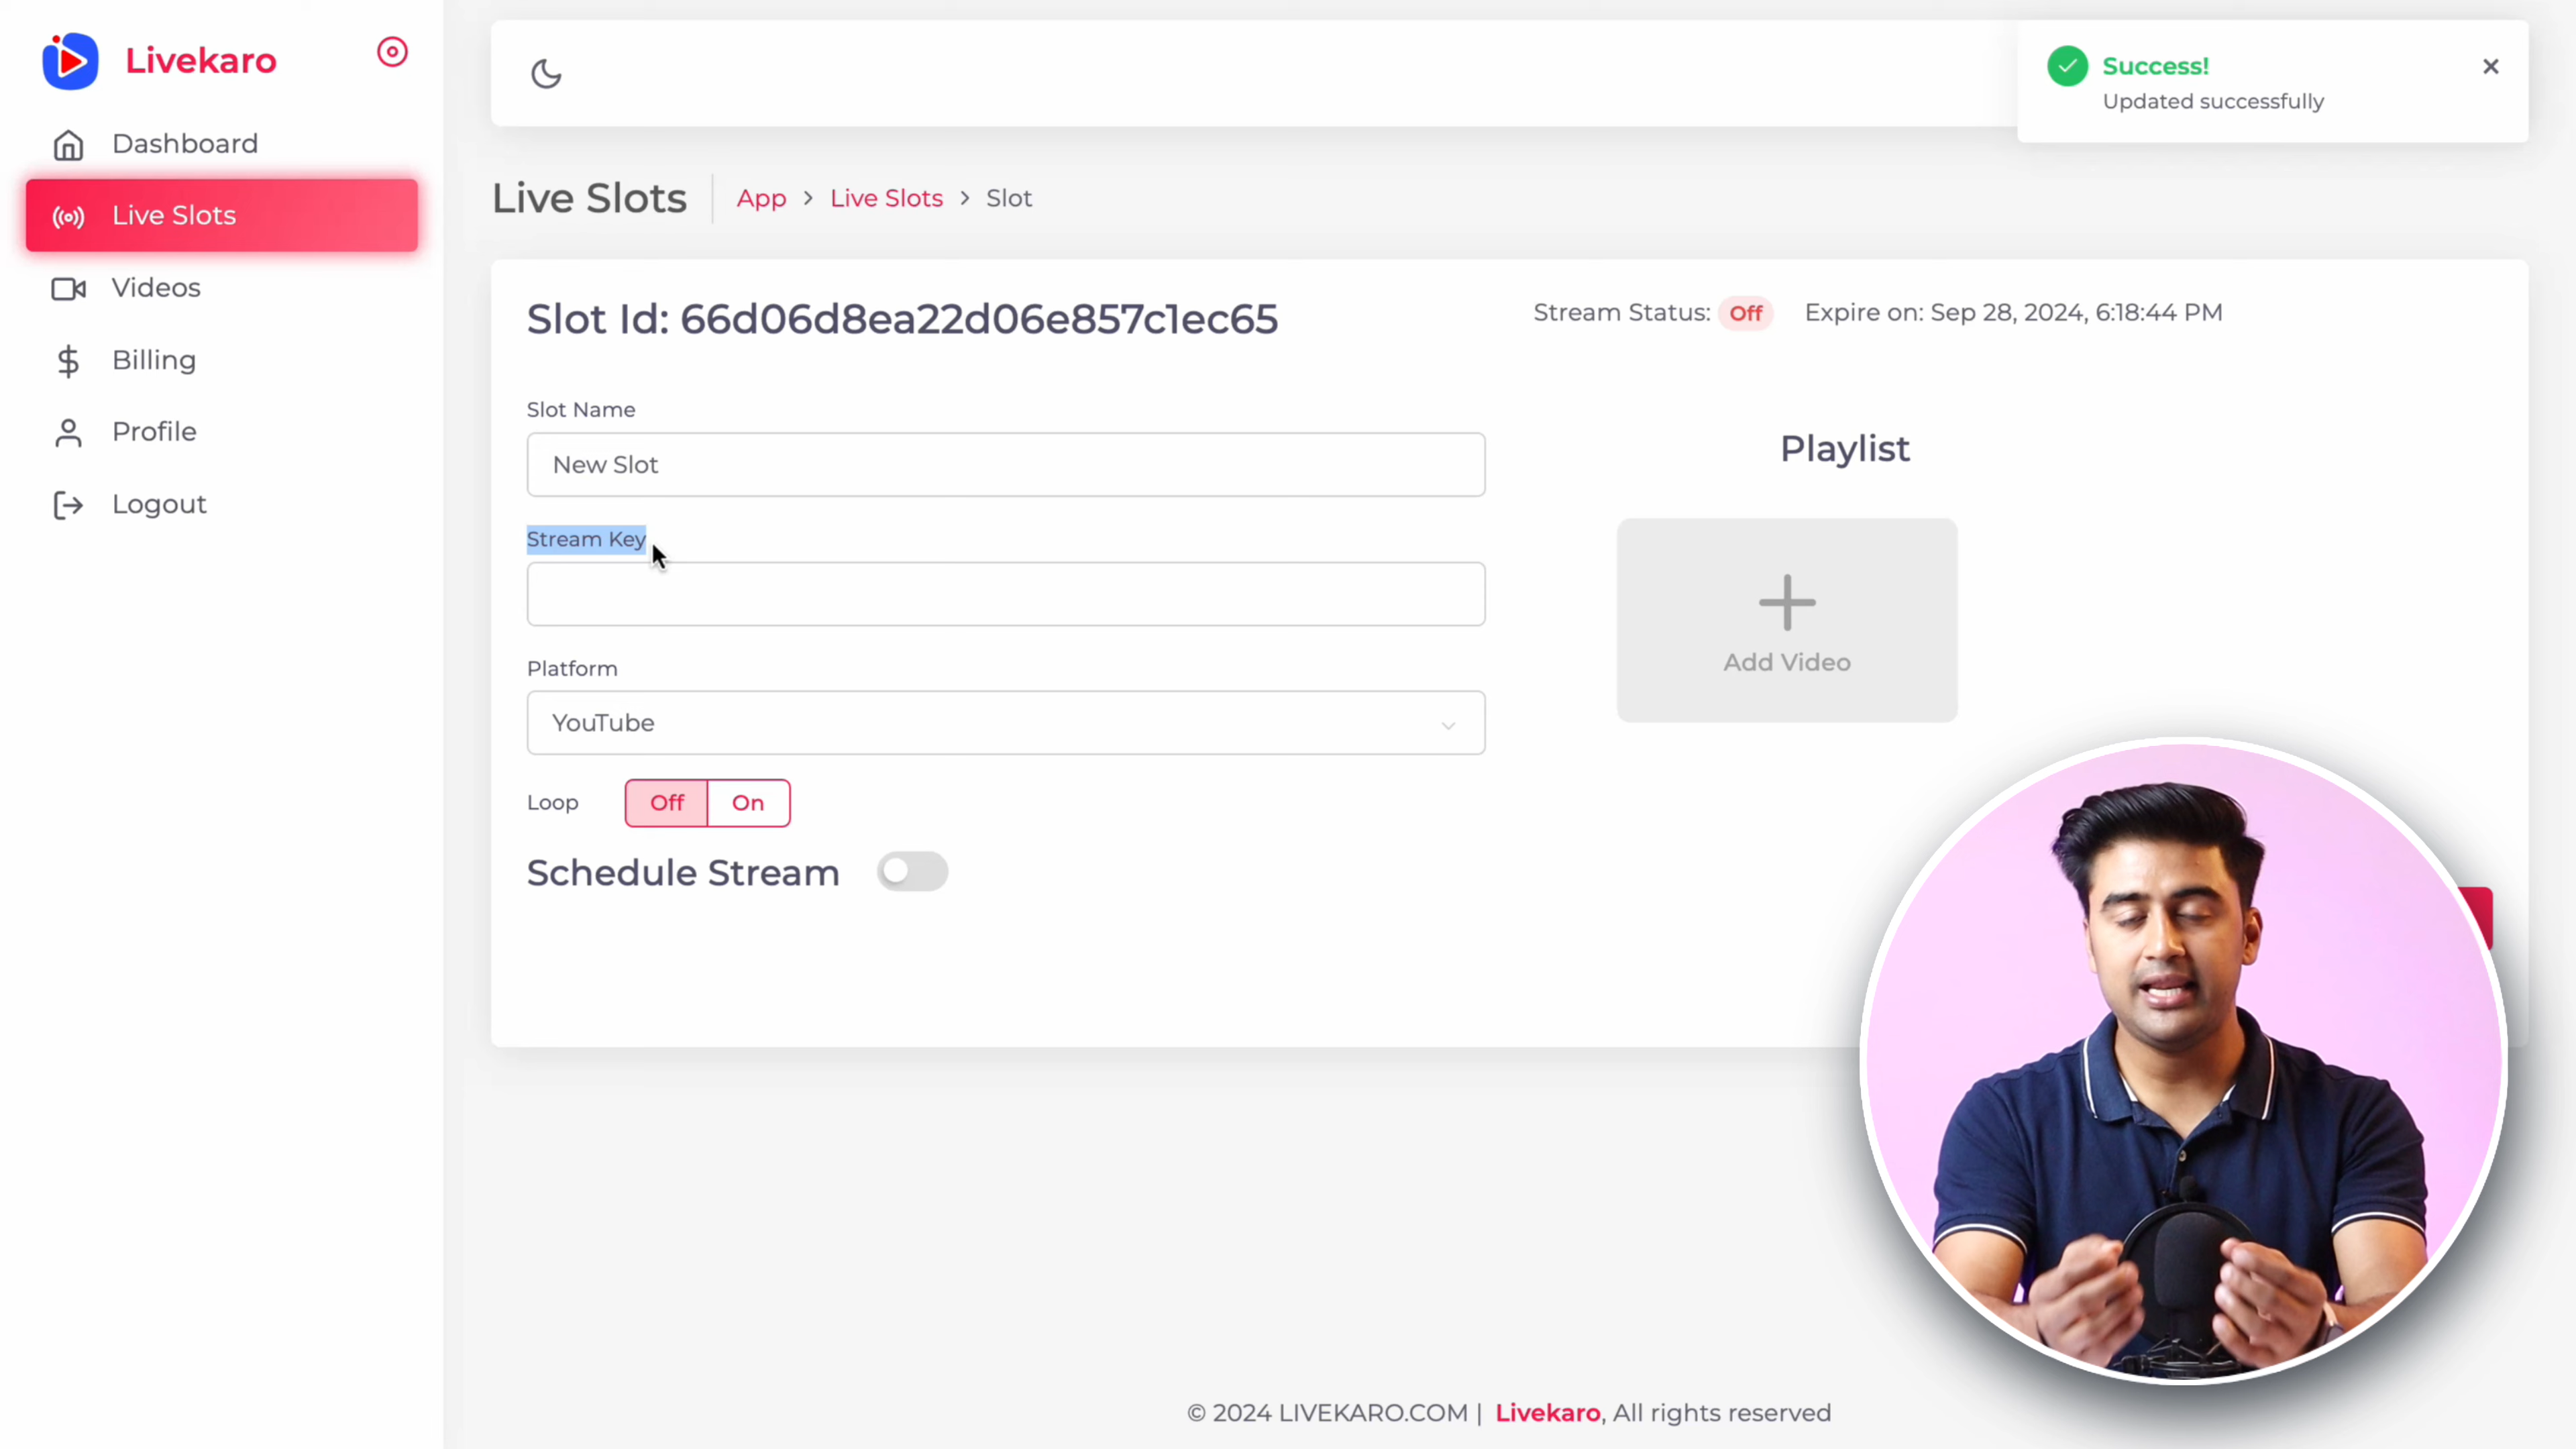 Livekaro
Dashboard
Live Slots
Videos
Billing
Profile
Logout
Success!
Updated successfully
Live Slots
App > Live Slots > Slot
Slot Id: 66d06d8ea22d06e857c1ec65
Stream Status: Off Expire on: Sep 28, 2024, 6:18:44 PM
Slot Name
New Slot
Stream Key
Platform
YouTube
Loop Off On
Schedule Stream
Playlist
Add Video
© 2024 LIVEKARO.COM | Livekaro, All rights reserved